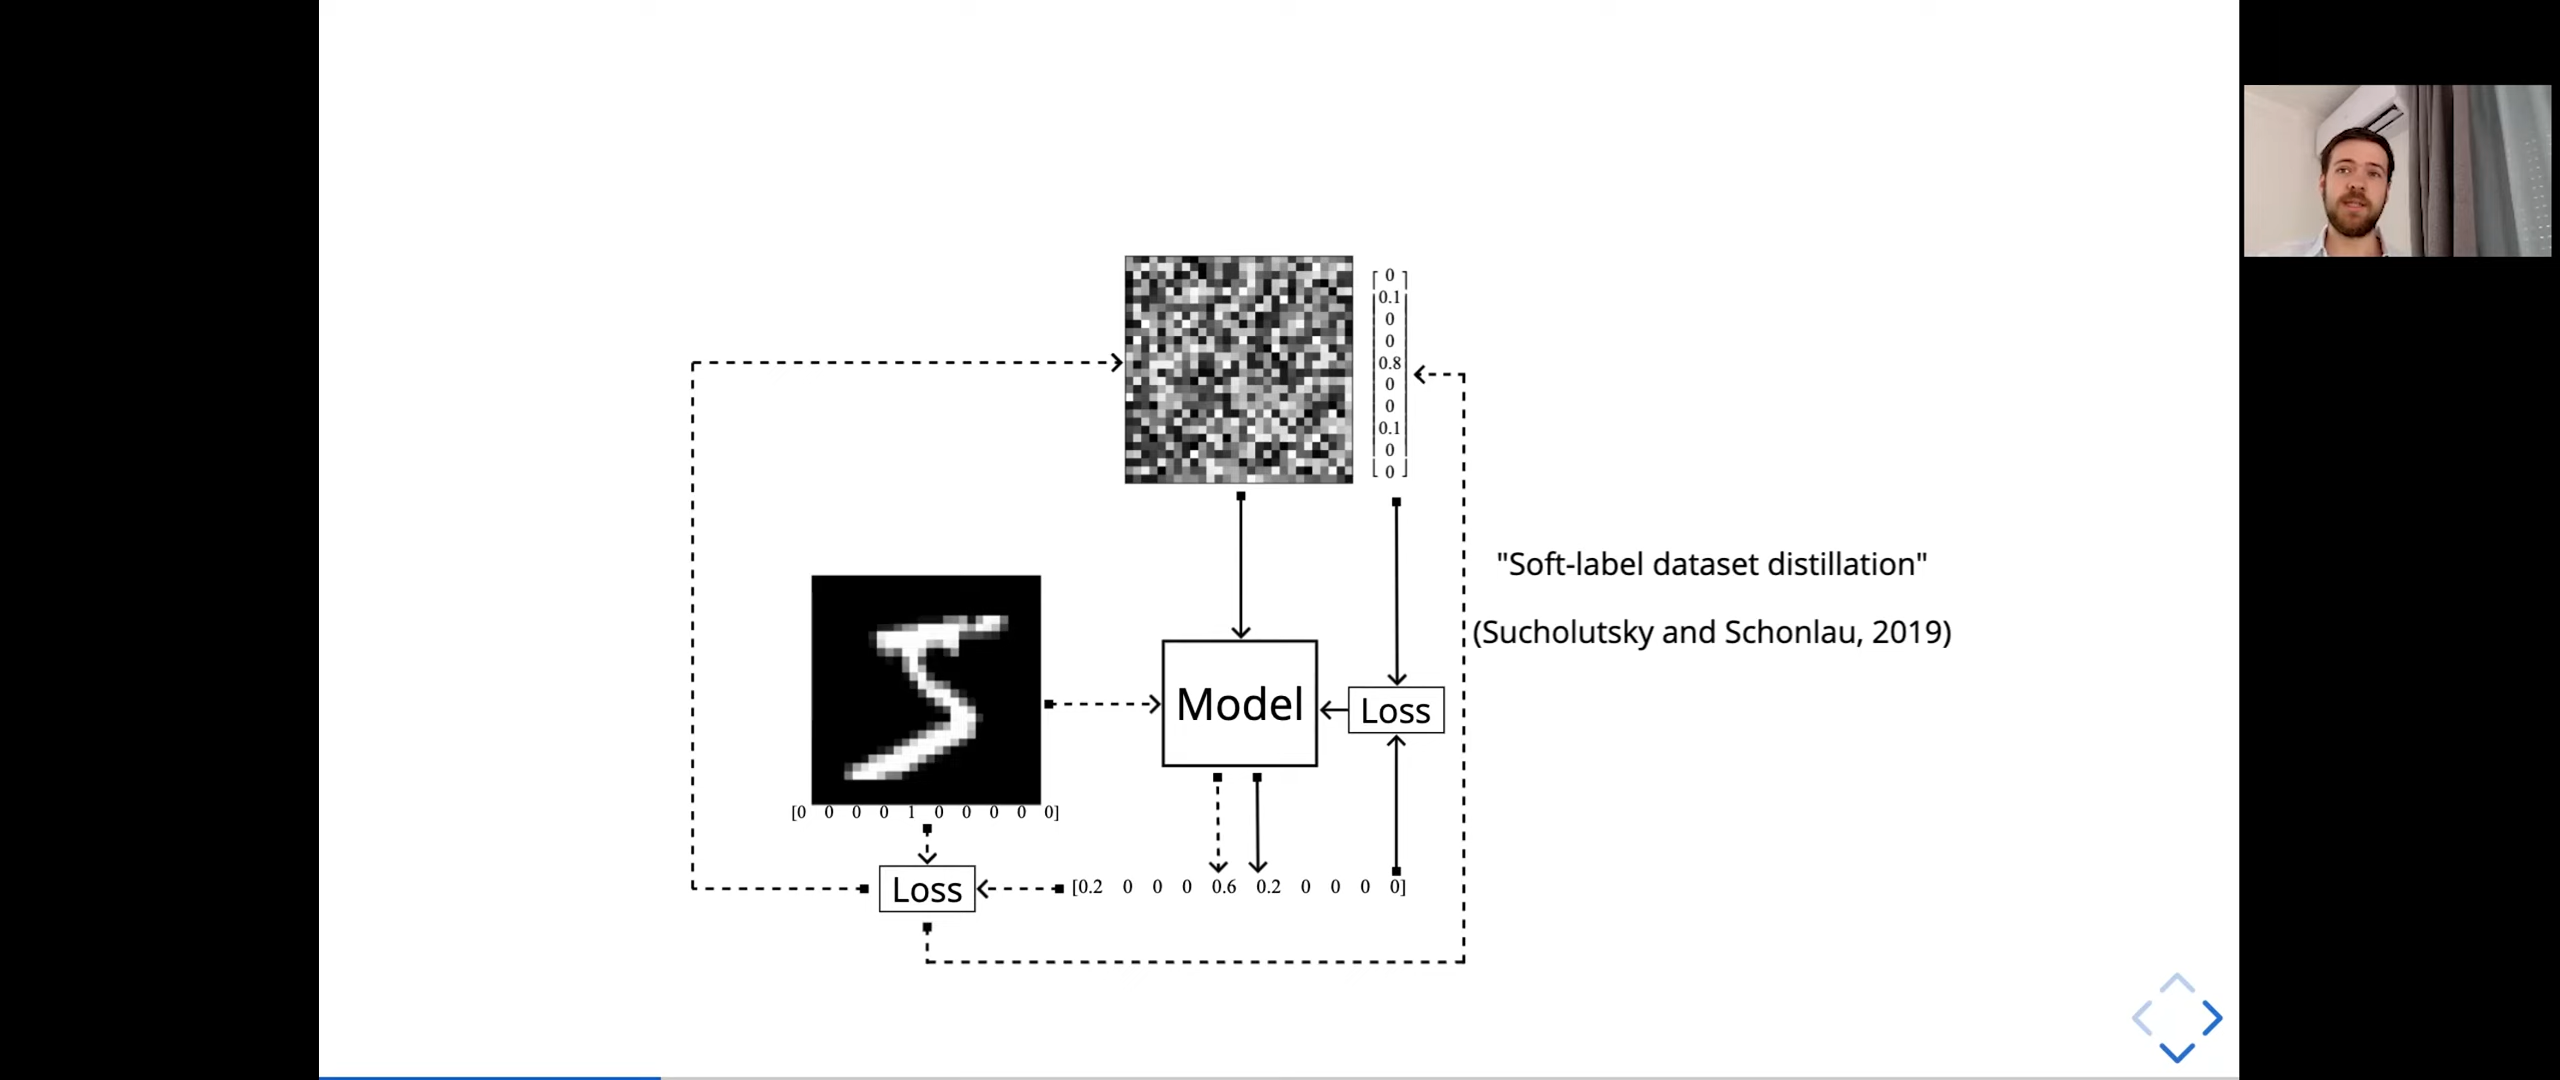 0
0.1
0
0
0.8
0
0
0.1
0
0
"Soft-label dataset distillation"
(Sucholutsky and Schonlau, 2019)
Model
Loss
[0 0 0 0 1 0 0 0 0 0]
Loss
[0.2 0 0 0 0.6 0.2 0 0 0 0]